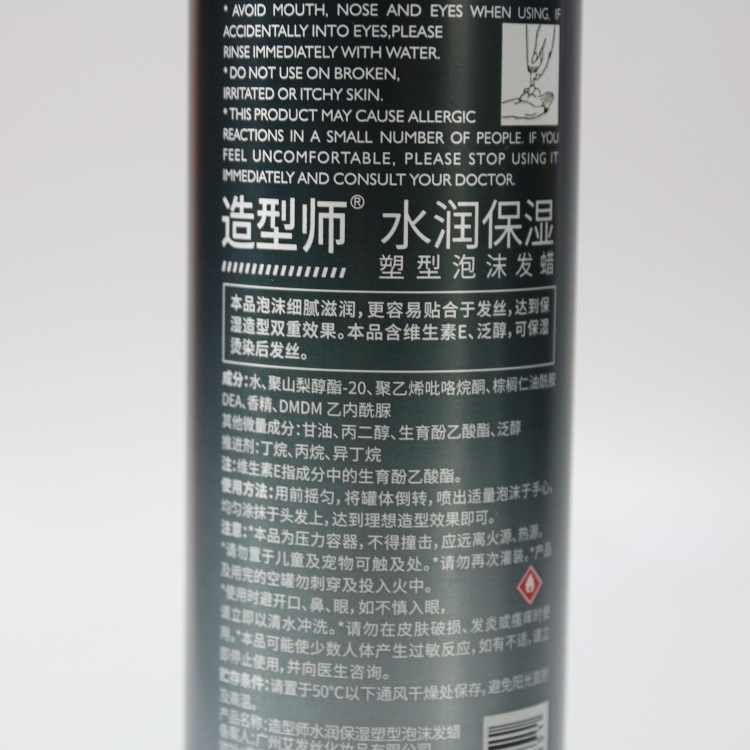 * AVOID MOUTH, NOSE AND EYES WHEN USING, IF
ACCIDENTALLY INTO EYES,PLEASE
RINSE IMMEDIATELY WITH WATER.
*DO NOT USE ON BROKEN,
IRRITATED OR ITCHY SKIN.
*THIS PRODUCT MAY CAUSE ALLERGIC
REACTIONS IN A SMALL NUMBER OF PEOPLE. IF YOU
FEEL UNCOMFORTABLE, PLEASE STOP USING IT
IMMEDIATELY AND CONSULT YOUR DOCTOR.
造型师® 水润保湿
塑型泡沫发蜡
本品泡沫细腻滋润,更容易贴合于发丝,达到保
湿造型双重效果。本品含维生素E、泛醇,可保湿
烫染后发丝。
成分:水、聚山梨醇酯-20、聚乙烯吡咯烷酮、棕榈仁油酰胺
DEA、香精、DMDM 乙内酰脲
其他微量成分:甘油、丙二醇、生育酚乙酸酯、泛醇
推进剂:丁烷、丙烷、异丁烷
注:维生素E指成分中的生育酚乙酸酯。
使用方法:用前摇匀,将罐体倒转,喷出适量泡沫于手心,
均匀涂抹于头发上,达到理想造型效果即可。
注意:*本品为压力容器,不得撞击,应远离火源、热源。
*请勿置于儿童及宠物可触及处。*请勿再次灌装。*产品
及用完的空罐勿刺穿及投入火中。
*使用时避开口、鼻、眼,如不慎入眼,
请立即以清水冲洗。*请勿在皮肤破损、发炎或瘙痒时使
用。*本品可能使少数人体产生过敏反应,如有不适,请立
即停止使用,并向医生咨询。
贮存条件:请置于50°C以下通风干燥处保存,避免阳光直射
及高温。
产品名称:造型师水润保湿塑型泡沫发蜡
备案人:广州艾发丝化妆品有限公司